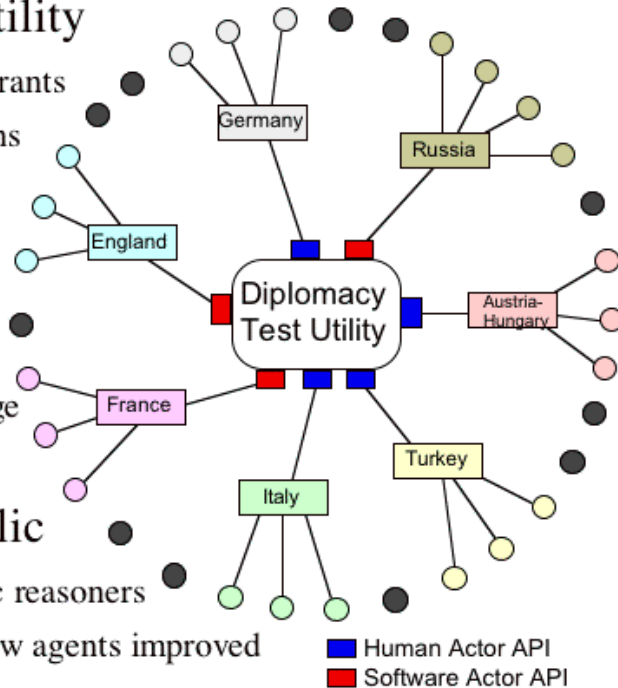 tility
rants
ns
Germany
Russia
England
Diplomacy
Test Utility
Austria-
Hungary
ge
France
Turkey
Italy
lic
c reasoners
w agents improved
Human Actor API
Software Actor API